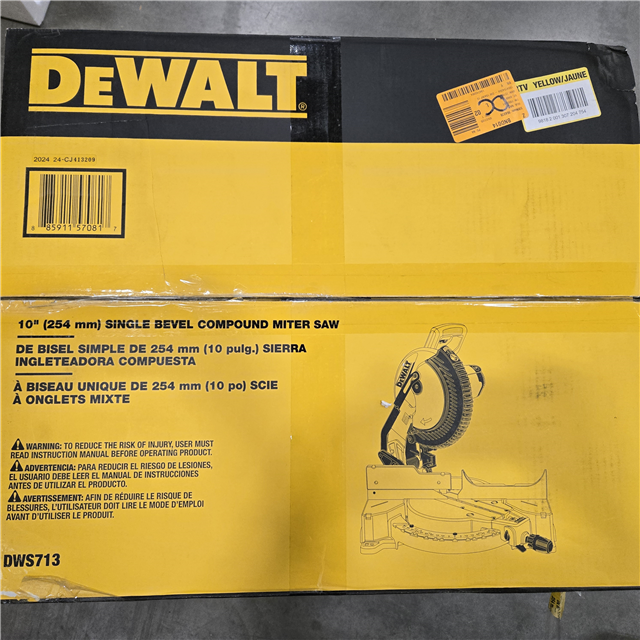 DEWALT®
RTV YELLOW/JAUNE
DC
2024 24-CJ413209
8 85911 57081 7
10" (254 mm) SINGLE BEVEL COMPOUND MITER SAW
DE BISEL SIMPLE DE 254 mm (10 pulg.) SIERRA
INGLETEADORA COMPUESTA
À BISEAU UNIQUE DE 254 mm (10 po) SCIE
À ONGLETS MIXTE
DEWALT
WARNING: TO REDUCE THE RISK OF INJURY, USER MUST
READ INSTRUCTION MANUAL BEFORE OPERATING PRODUCT.
ADVERTENCIA: PARA REDUCIR EL RIESGO DE LESIONES,
EL USUARIO DEBE LEER EL MANUAL DE INSTRUCCIONES
ANTES DE UTILIZAR EL PRODUCTO.
AVERTISSEMENT: AFIN DE RÉDUIRE LE RISQUE DE
BLESSURES, L'UTILISATEUR DOIT LIRE LE MODE D'EMPLOI
AVANT D'UTILISER LE PRODUIT.
DWS713